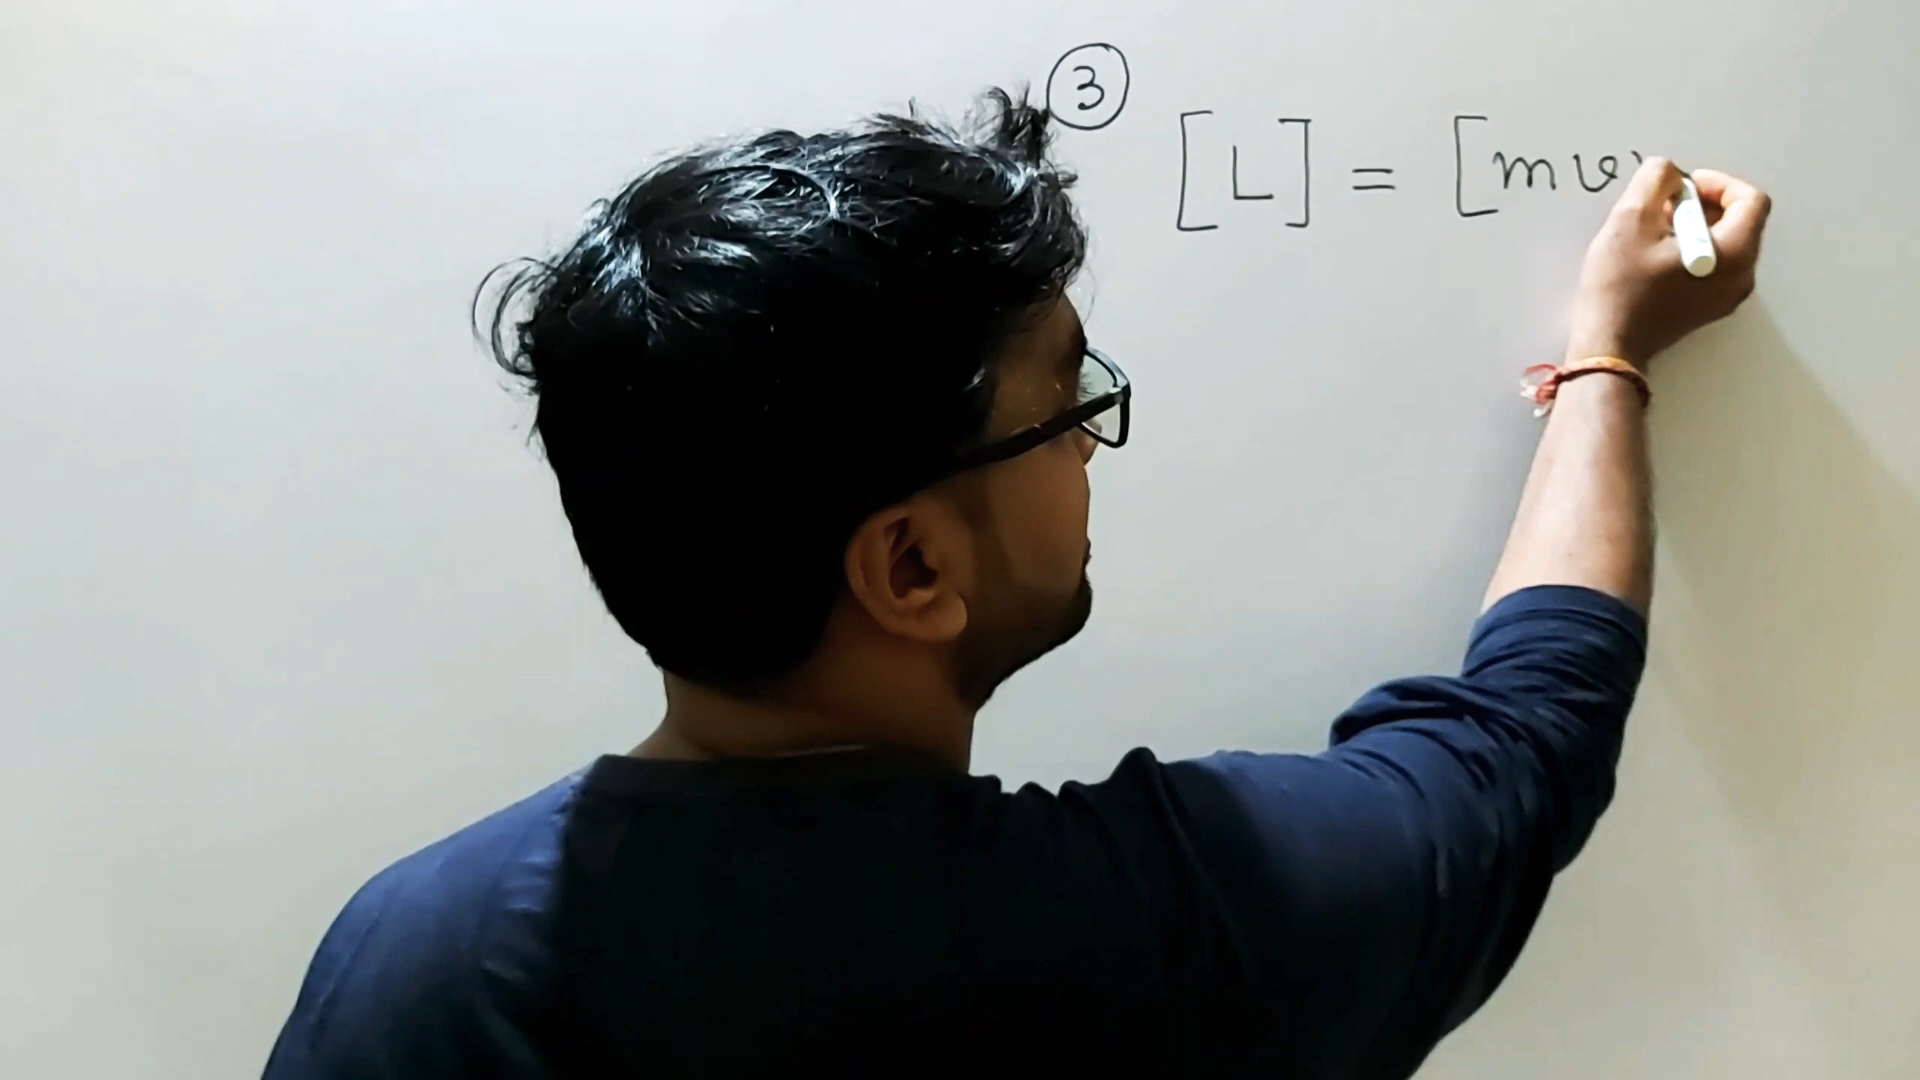 ③ [L] = [mv